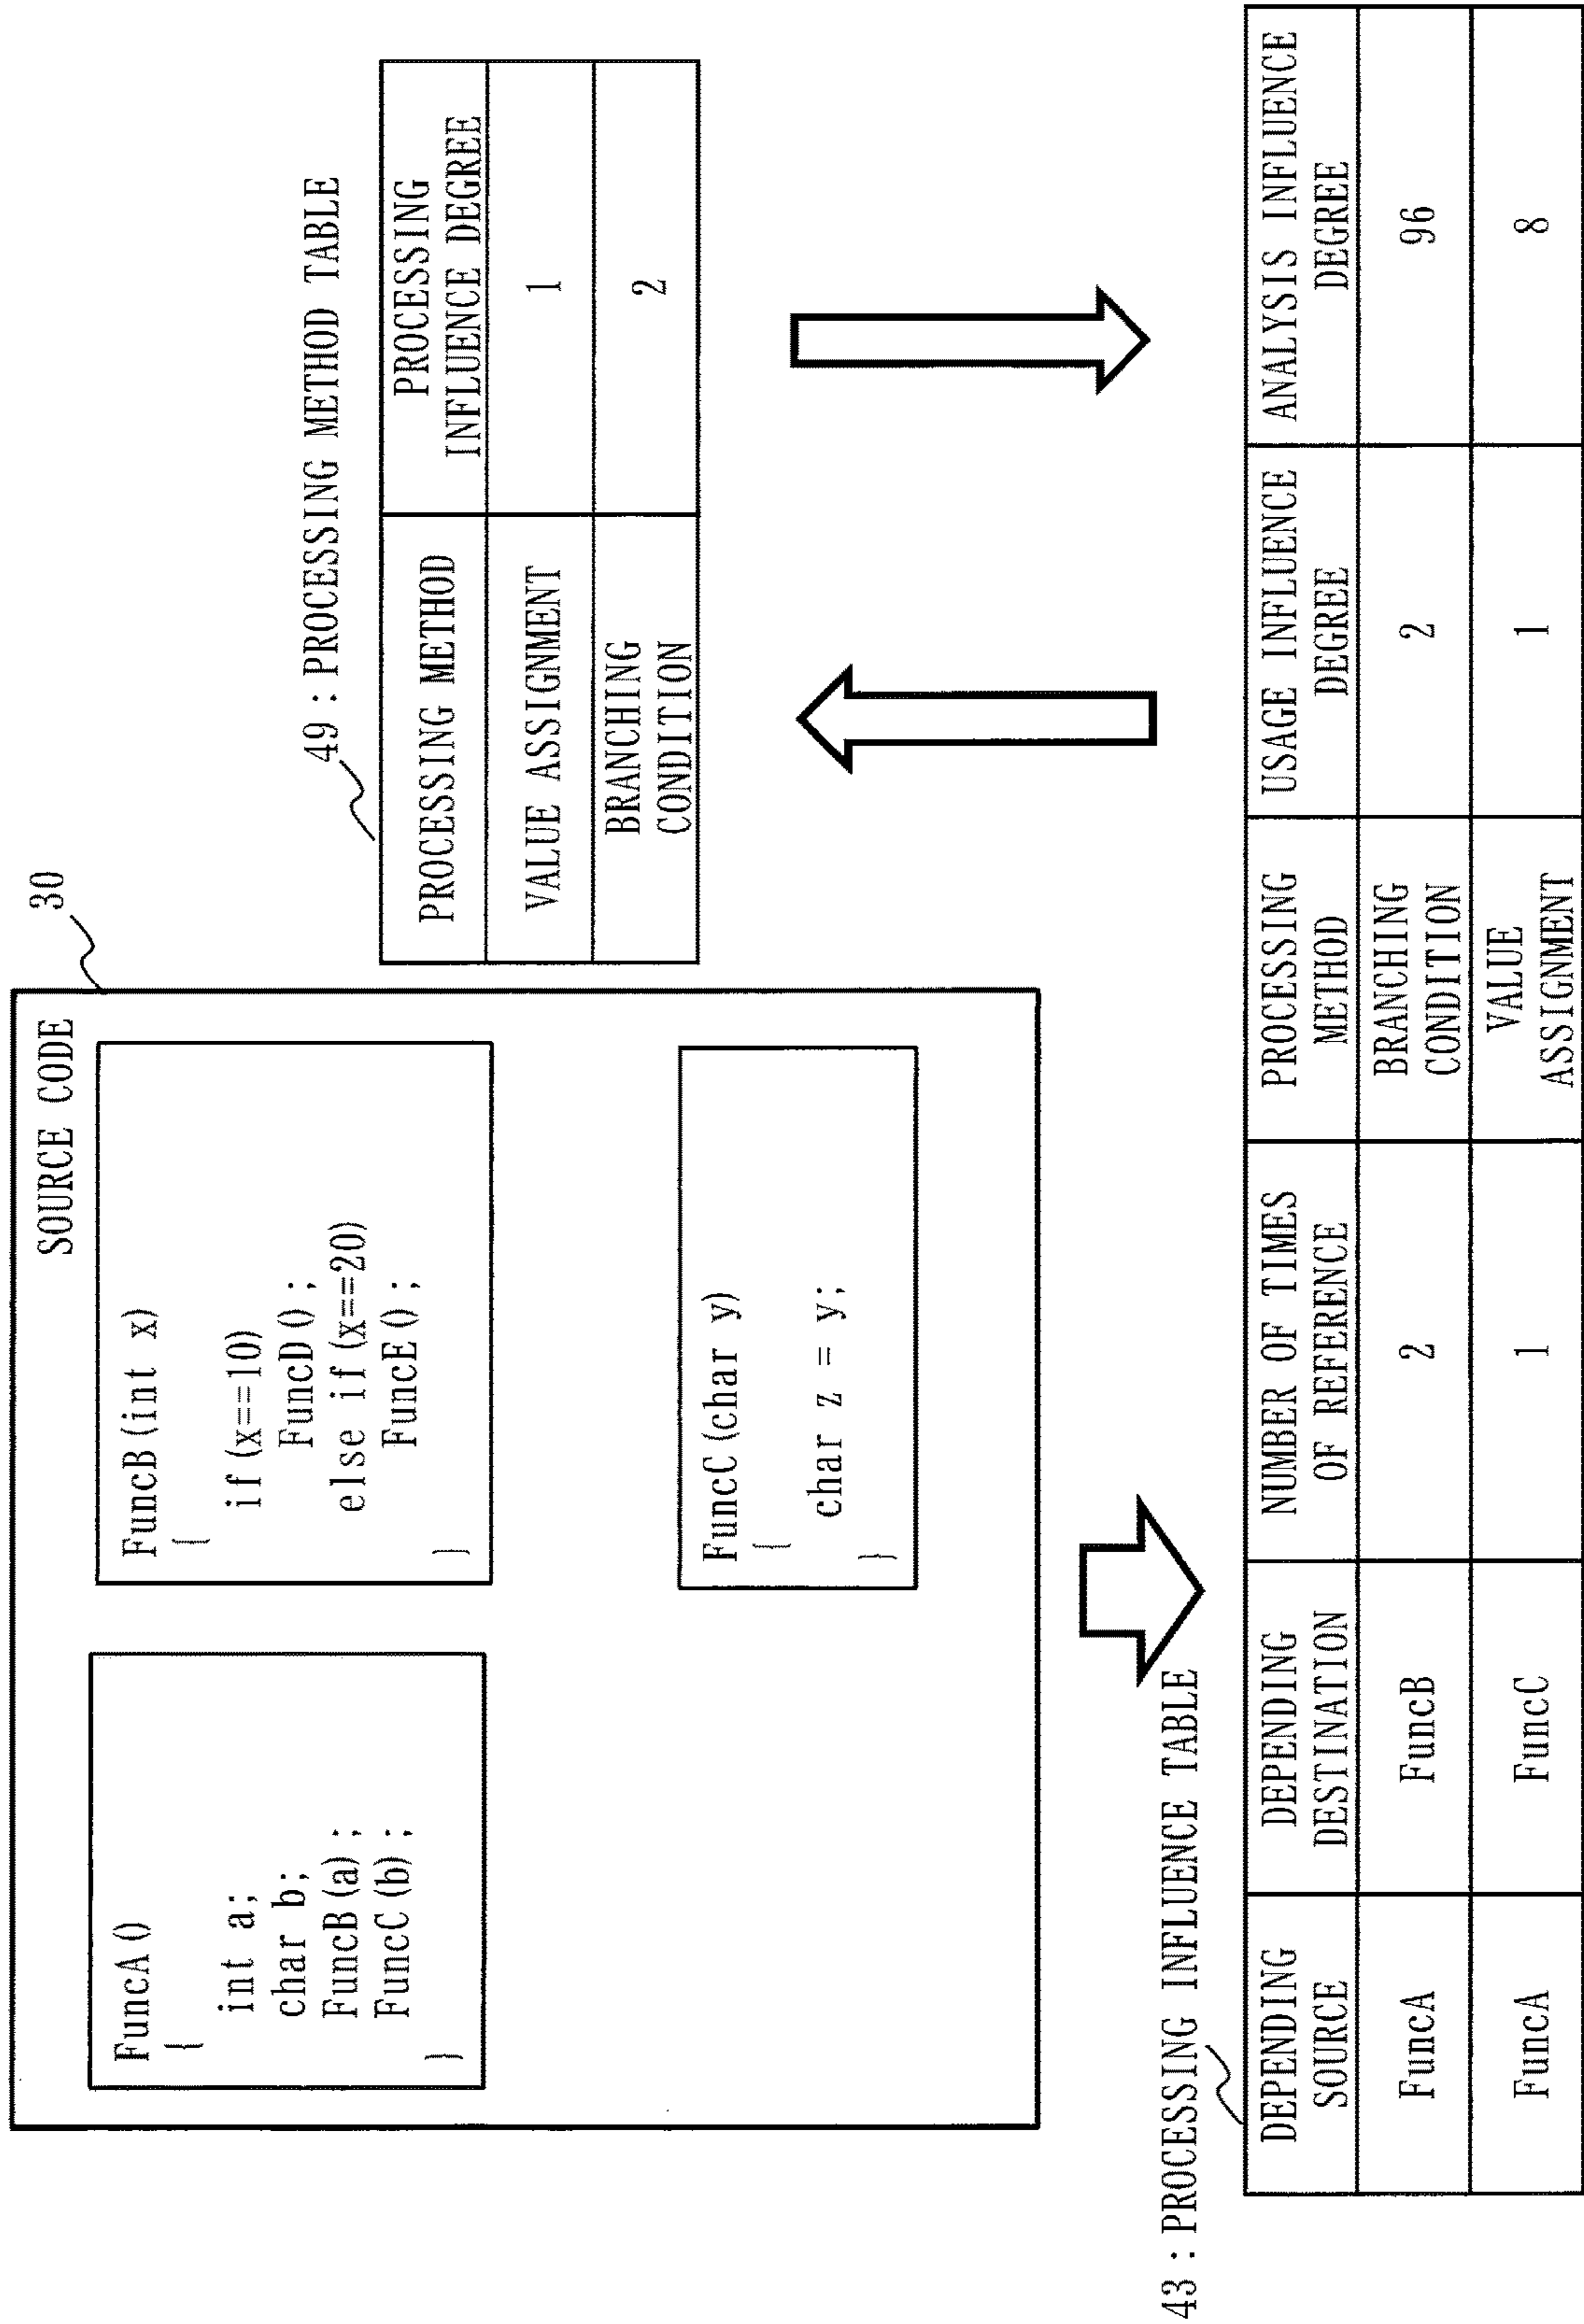 30
SOURCE CODE
FuncA()
{
int a;
char b;
FuncB(a);
FuncC(b);
}
FuncB(int x)
{
if(x==10)
FuncD();
else if(x==20)
FuncE();
}
FuncC(char y)
{
char z = y;
}
49 : PROCESSING METHOD TABLE
PROCESSING METHOD
PROCESSING
INFLUENCE DEGREE
VALUE ASSIGNMENT
1
BRANCHING
CONDITION
2
43 : PROCESSING INFLUENCE TABLE
DEPENDING
SOURCE
DEPENDING
DESTINATION
NUMBER OF TIMES
OF REFERENCE
PROCESSING
METHOD
USAGE INFLUENCE
DEGREE
ANALYSIS INFLUENCE
DEGREE
FuncA
FuncB
2
BRANCHING
CONDITION
2
96
FuncA
FuncC
1
VALUE
ASSIGNMENT
1
8